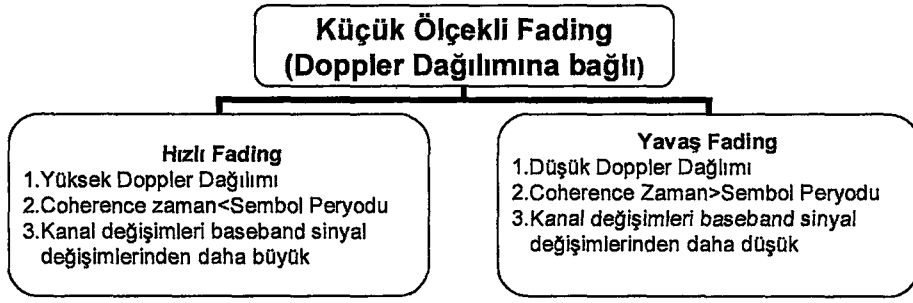 Küçük Ölçekli Fading
(Doppler Dağılımına bağlı)
Hızlı Fading
1.Yüksek Doppler Dağılımı
2.Coherence zaman<Sembol Peryodu
3.Kanal değişimleri baseband sinyal
değişimlerinden daha büyük
Yavaş Fading
1.Düşük Doppler Dağlımı
2.Coherence Zaman>Sembol Peryodu
3.Kanal değişimleri baseband sinyal
değişimlerinden daha düşük